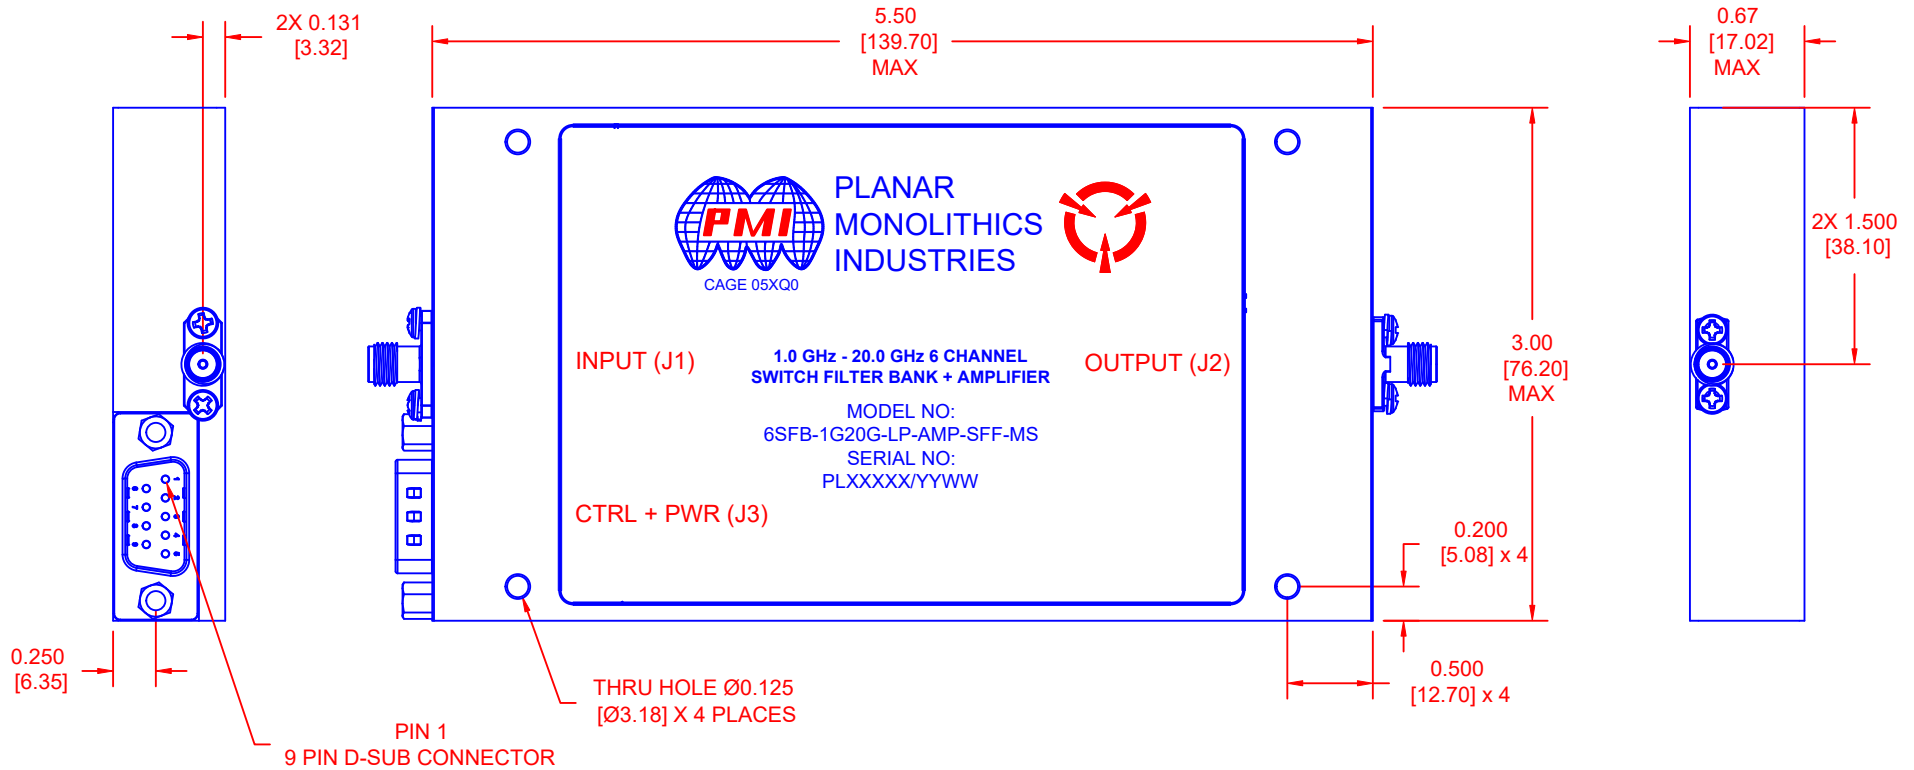 2X 0.131
[3.32]
5.50
[139.70]
MAX
0.67
[17.02]
MAX
PMI
CAGE 05XQ0
PLANAR
MONOLITHICS
INDUSTRIES
2X 1.500
[38.10]
INPUT (J1)
1.0 GHz - 20.0 GHz 6 CHANNEL
SWITCH FILTER BANK + AMPLIFIER
OUTPUT (J2)
3.00
[76.20]
MAX
MODEL NO:
6SFB-1G20G-LP-AMP-SFF-MS
SERIAL NO:
PLXXXXX/YYWW
CTRL + PWR (J3)
0.200
[5.08] x 4
0.250
[6.35]
0.500
[12.70] x 4
THRU HOLE Ø0.125
[Ø3.18] X 4 PLACES
PIN 1
9 PIN D-SUB CONNECTOR